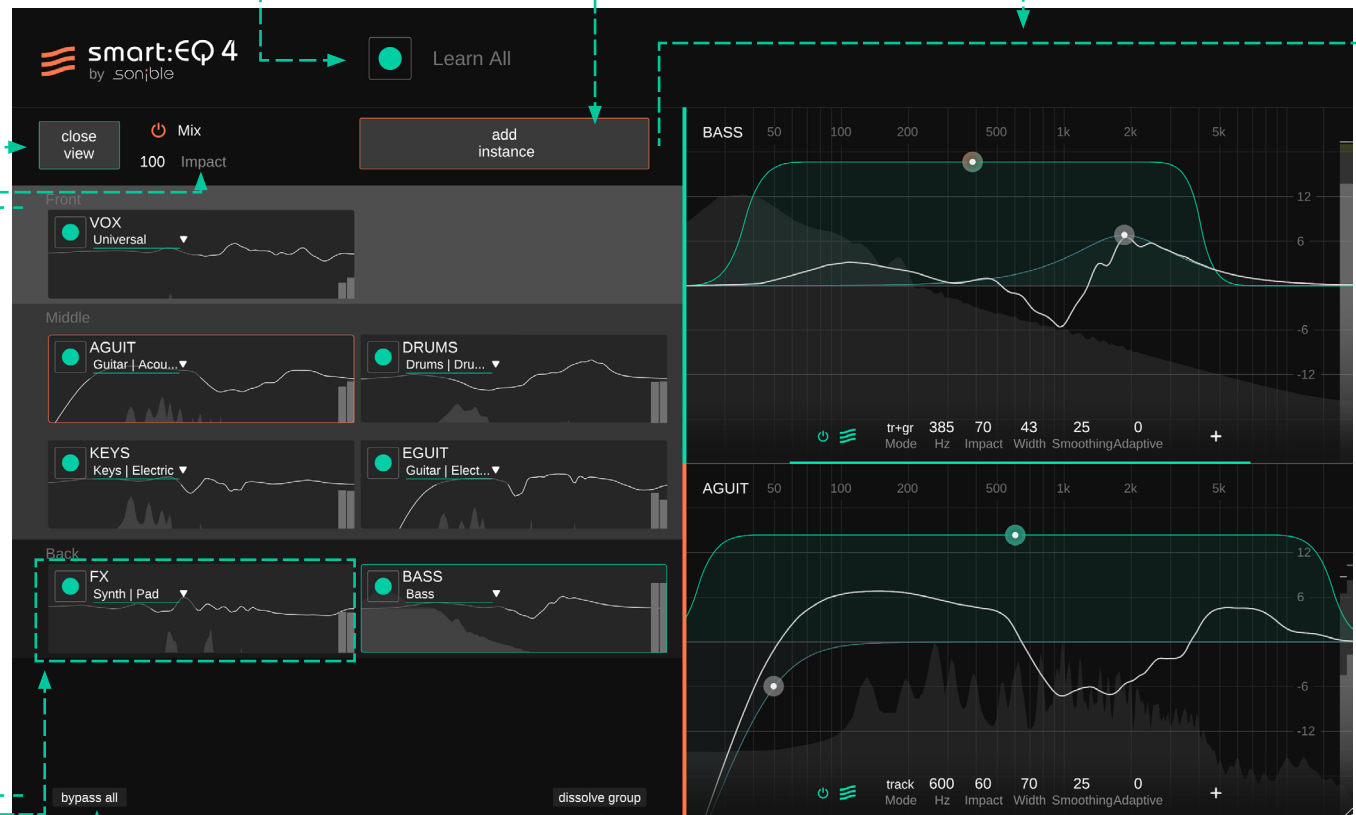 smart:EQ 4
by sonible
Learn All
close
view
Mix
100 Impact
add
instance
Front
VOX
Universal
Middle
AGUIT
Guitar | Acou...
DRUMS
Drums | Dru...
KEYS
Keys | Electric
EGUIT
Guitar | Elect...
Back
FX
Synth | Pad
BASS
Bass
bypass all
dissolve group
BASS 50 100 200 500 1k 2k 5k
12
6
-6
-12
tr+gr 385 70 43 25 0
Mode Hz Impact Width Smoothing Adaptive
+
AGUIT 50 100 200 500 1k 2k 5k
12
6
-6
-12
track 600 60 70 25 0
Mode Hz Impact Width Smoothing Adaptive
+